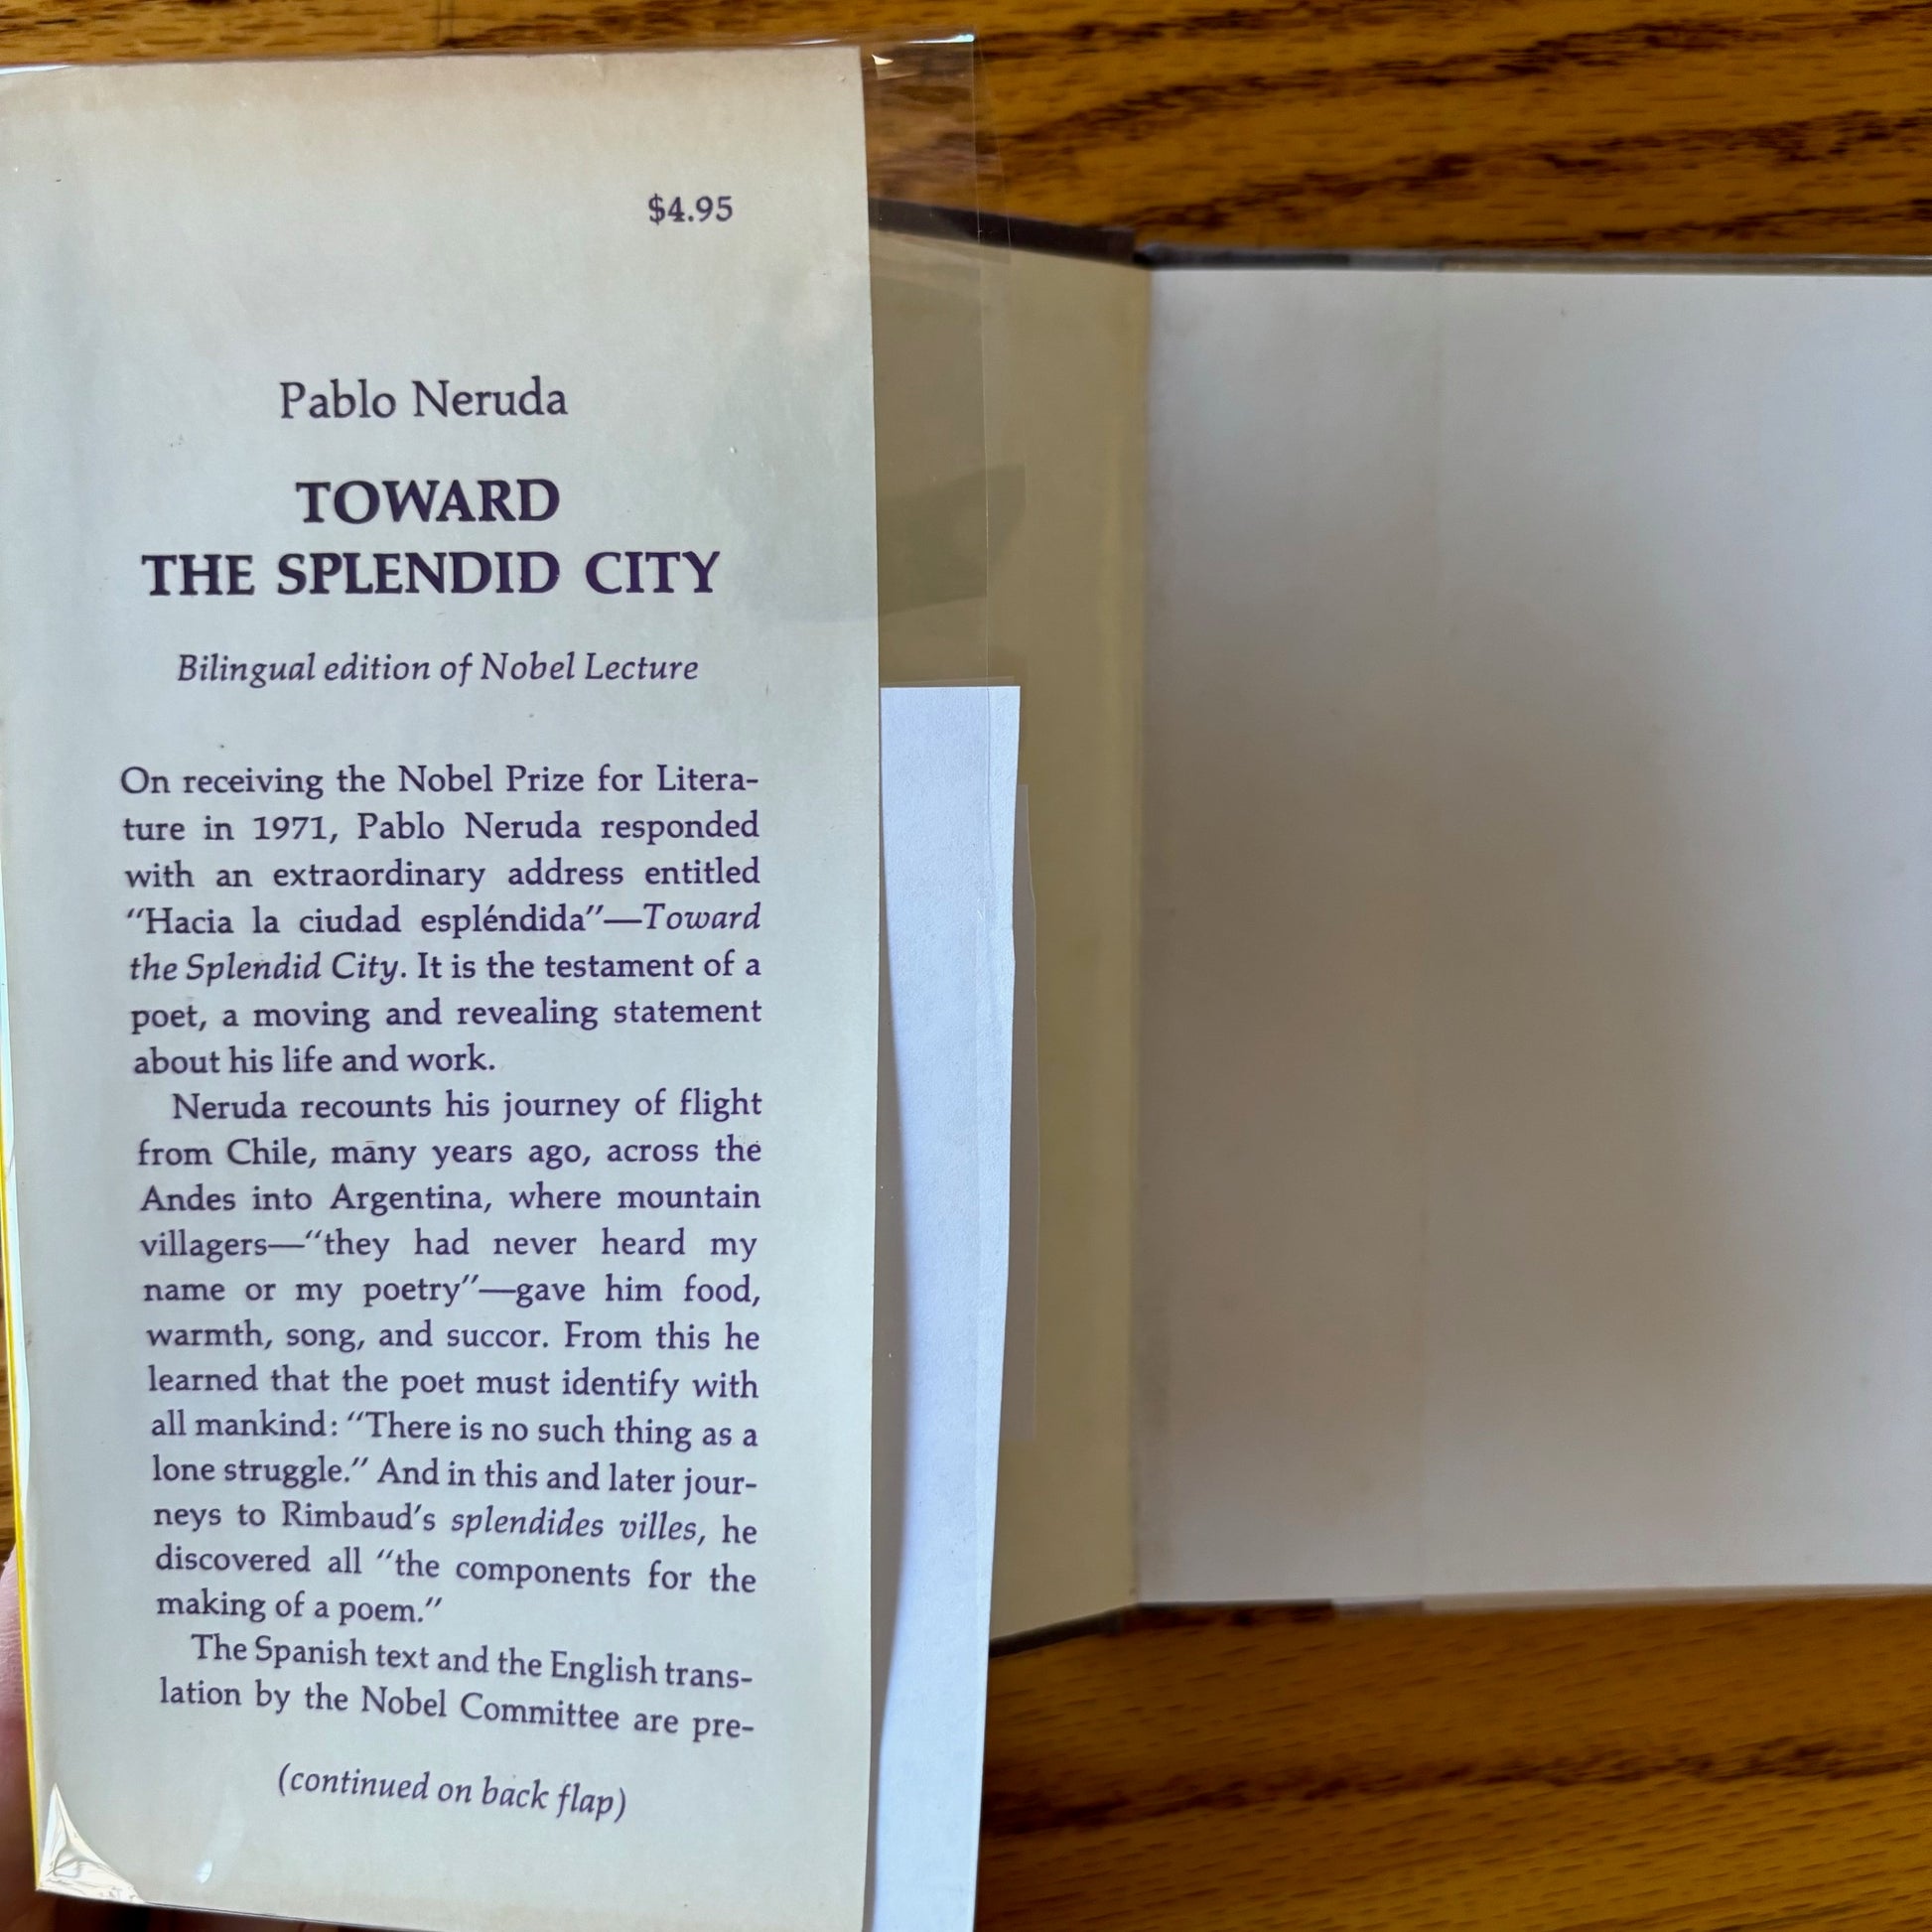 $4.95
Pablo Neruda
TOWARD
THE SPLENDID CITY
Bilingual edition of Nobel Lecture
On receiving the Nobel Prize for Litera-
ture in 1971, Pablo Neruda responded
with an extraordinary address entitled
“Hacia la ciudad espléndida”—Toward
the Splendid City. It is the testament of a
poet, a moving and revealing statement
about his life and work.
Neruda recounts his journey of flight
from Chile, many years ago, across the
Andes into Argentina, where mountain
villagers—“they had never heard my
name or my poetry”—gave him food,
warmth, song, and succor. From this he
learned that the poet must identify with
all mankind: “There is no such thing as a
lone struggle.” And in this and later jour-
neys to Rimbaud’s splendides villes, he
discovered all “the components for the
making of a poem.”
The Spanish text and the English trans-
lation by the Nobel Committee are pre-
(continued on back flap)